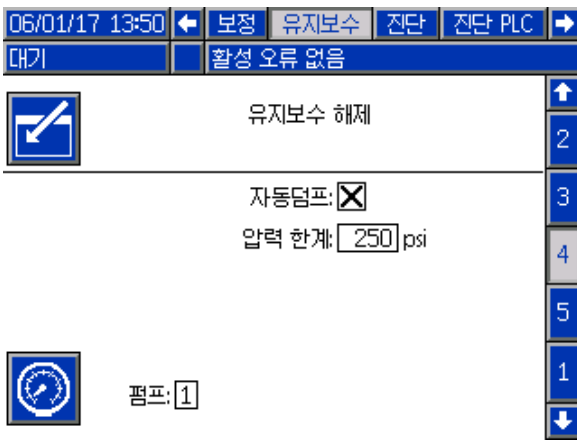 06/01/17 13:50 보정 유지보수 진단 진단 PLC
대기 활성 오류 없음
유지보수 해제
2
자동덤프:
3
압력 한계: 250 psi
4
5
1
펌프: 1